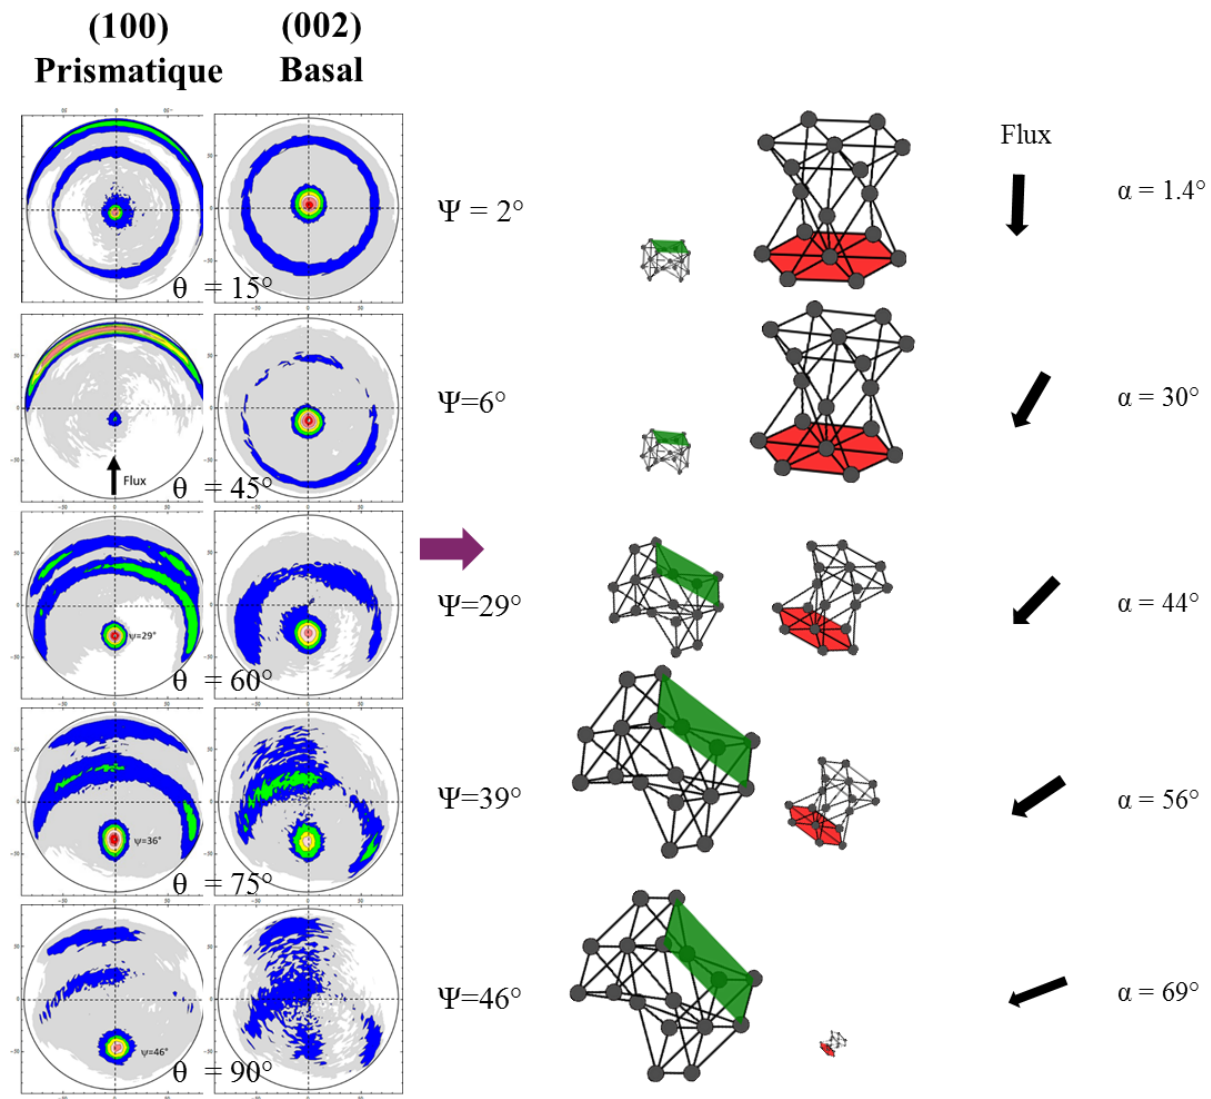 (100)
Prismatique
(002)
Basal
θ = 15°
Ψ = 2°
Flux
α = 1.4°
Flux
θ = 45°
Ψ=6°
α = 30°
ψ=29°
θ = 60°
Ψ=29°
α = 44°
ψ=36°
θ = 75°
Ψ=39°
α = 56°
ψ=46°
θ = 90°
Ψ=46°
α = 69°